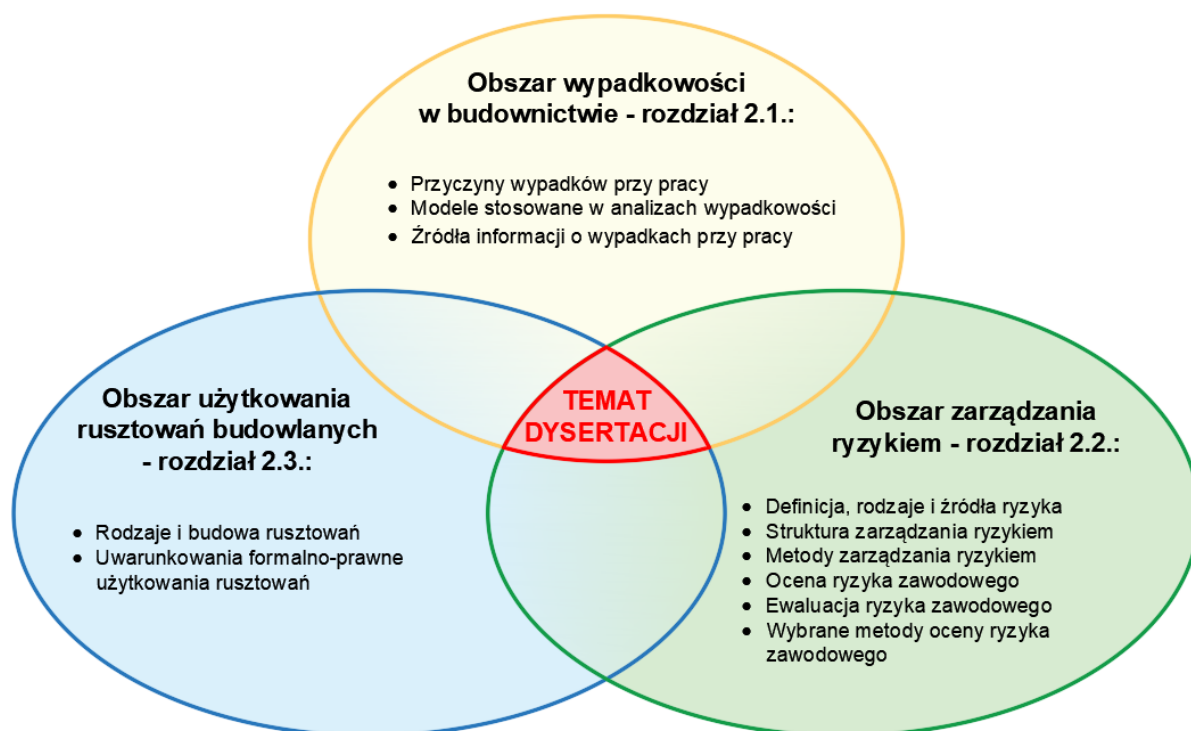 Obszar wypadkowości
w budownictwie - rozdział 2.1.:
• Przyczyny wypadków przy pracy
• Modele stosowane w analizach wypadkowości
• Źródła informacji o wypadkach przy pracy
TEMAT
DYSERTACJI
Obszar użytkowania
rusztowań budowlanych
- rozdział 2.3.:
• Rodzaje i budowa rusztowań
• Uwarunkowania formalno-prawne
użytkowania rusztowań
Obszar zarządzania
ryzykiem - rozdział 2.2.:
• Definicja, rodzaje i źródła ryzyka
• Struktura zarządzania ryzykiem
• Metody zarządzania ryzykiem
• Ocena ryzyka zawodowego
• Ewaluacja ryzyka zawodowego
• Wybrane metody oceny ryzyka
zawodowego